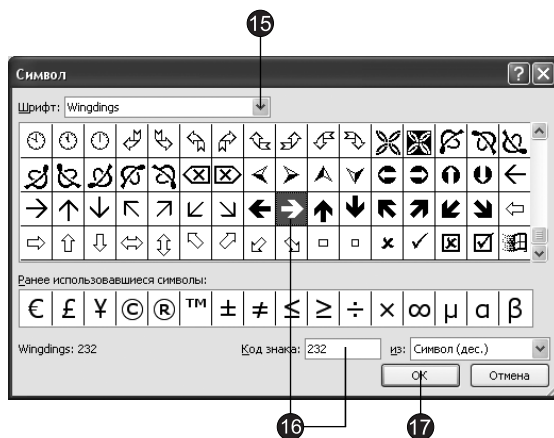 15
Символ
Шрифт: Wingdings
Ранее использовавшиеся символы:
€ £ ¥ © ® ™ ± ≠ ≤ ≥ ÷ × ∞ µ α β
Wingdings: 232 Код знака: 232 из: Символ (дес.)
ОК Отмена
16 17